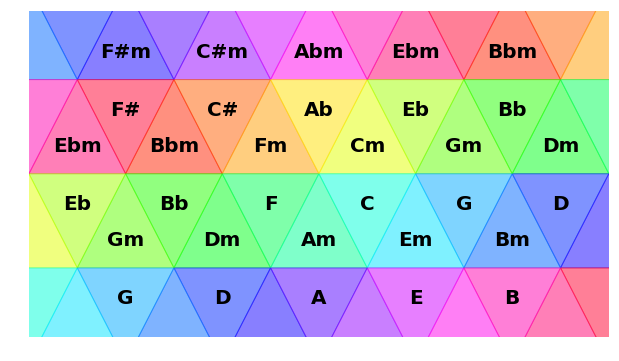 F#m C#m Abm Ebm Bbm
F# C# Ab Eb Bb
Ebm Bbm Fm Cm Gm Dm
Eb Bb F C G D
Gm Dm Am Em Bm
G D A E B